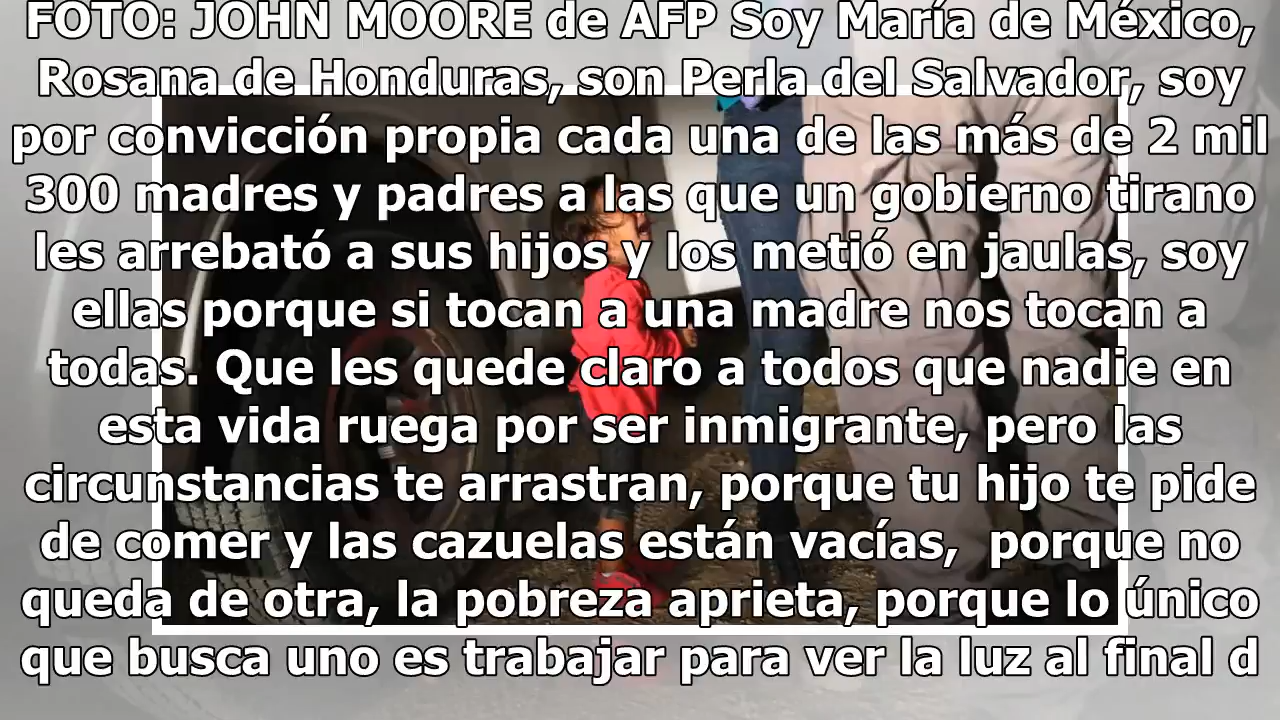 FOTO: JOHN MOORE de AFP Soy María de México,
Rosana de Honduras, son Perla del Salvador, soy
por convicción propia cada una de las más de 2 mil
300 madres y padres a las que un gobierno tirano
les arrebató a sus hijos y los metió en jaulas, soy
ellas porque si tocan a una madre nos tocan a
todas. Que les quede claro a todos que nadie en
esta vida ruega por ser inmigrante, pero las
circunstancias te arrastran, porque tu hijo te pide
de comer y las cazuelas están vacías,  porque no
queda de otra, la pobreza aprieta, porque lo único
que busca uno es trabajar para ver la luz al final d